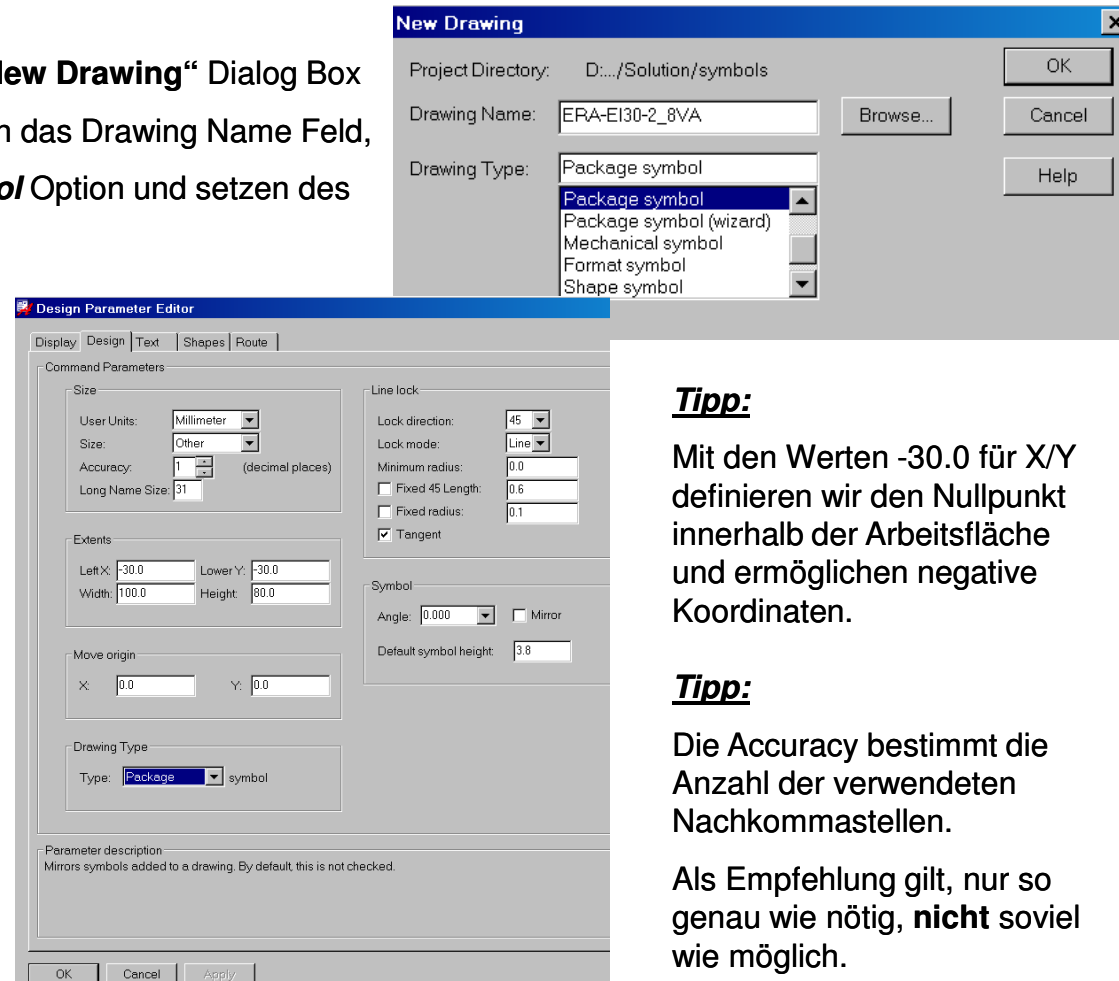 New Drawing
Project Directory: D:.../Solution/symbols OK
Drawing Name: ERA-EI30-2_8VA Browse... Cancel
Drawing Type: Package symbol Help
Package symbol
Package symbol (wizard)
Mechanical symbol
Format symbol
Shape symbol
New Drawing“ Dialog Box
das Drawing Name Feld,
Option und setzen des
Design Parameter Editor
Display Design Text Shapes Route
Command Parameters
Size
User Units: Millimeter
Size: Other
Accuracy: 1 (decimal places)
Long Name Size: 31
Extents
Left X: -30.0 Lower Y: -30.0
Width: 100.0 Height: 80.0
Move origin
X: 0.0 Y: 0.0
Drawing Type
Type: Package symbol
Line lock
Lock direction: 45
Lock mode: Line
Minimum radius: 0.0
Fixed 45 Length: 0.6
Fixed radius: 0.1
Tangent
Symbol
Angle: 0.000 Mirror
Default symbol height: 3.8
Parameter description
Mirrors symbols added to a drawing. By default, this is not checked.
OK Cancel Apply
Tipp:
Mit den Werten -30.0 für X/Y
definieren wir den Nullpunkt
innerhalb der Arbeitsfläche
und ermöglichen negative
Koordinaten.
Tipp:
Die Accuracy bestimmt die
Anzahl der verwendeten
Nachkommastellen.
Als Empfehlung gilt, nur so
genau wie nötig, nicht soviel
wie möglich.